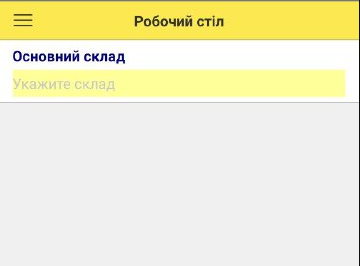 Робочий стіл
Основний склад
Укажите склад